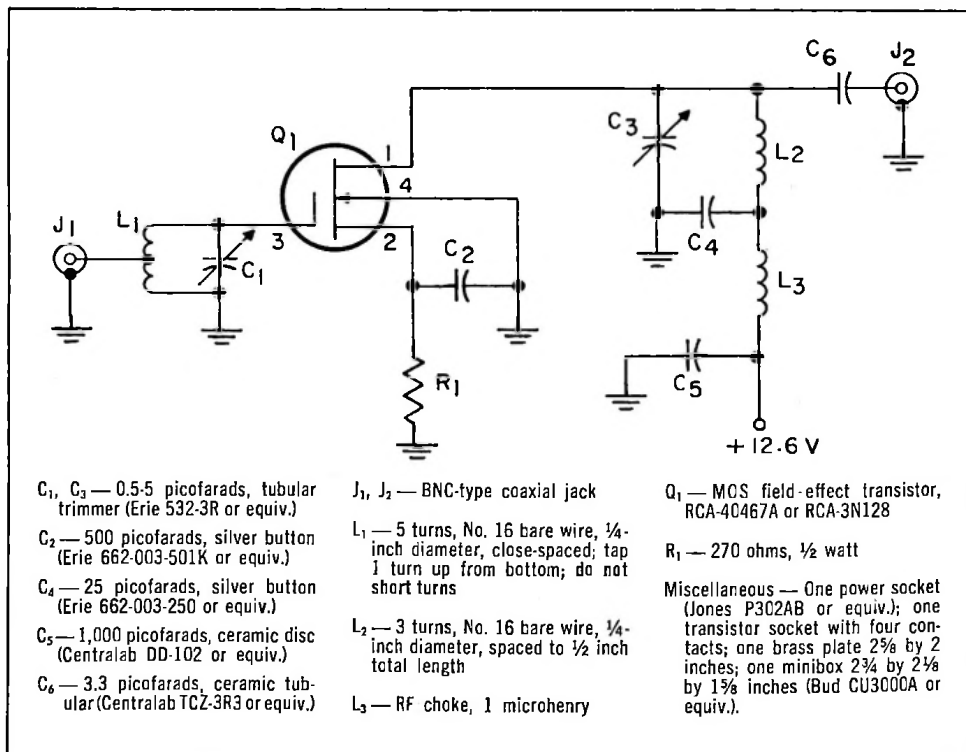 C6
J2
Q1
C3
1
L2
4
J1
L1
3
2
C2
C4
C1
L3
R1
C5
+12.6 V
C₁, C₃ — 0.5-5 picofarads, tubular
trimmer (Erie 532-3R or equiv.)
C₂ — 500 picofarads, silver button
(Erie 662-003-501K or equiv.)
C₄ — 25 picofarads, silver button
(Erie 662-003-250 or equiv.)
C₅ — 1,000 picofarads, ceramic disc
(Centralab DD-102 or equiv.)
C₆ — 3.3 picofarads, ceramic tub-
ular (Centralab TCZ-3R3 or equiv.)
J₁, J₂ — BNC-type coaxial jack
L₁ — 5 turns, No. 16 bare wire, ¼-
inch diameter, close-spaced; tap
1 turn up from bottom; do not
short turns
L₂ — 3 turns, No. 16 bare wire, ¼-
inch diameter, spaced to ½ inch
total length
L₃ — RF choke, 1 microhenry
Q₁ — MOS field-effect transistor,
RCA-40467A or RCA-3N128
R₁ — 270 ohms, ½ watt
Miscellaneous — One power socket
(Jones P302AB or equiv.); one
transistor socket with four con-
tacts; one brass plate 2⅝ by 2
inches; one minibox 2¾ by 2⅛
by 1⅝ inches (Bud CU3000A or
equiv.).